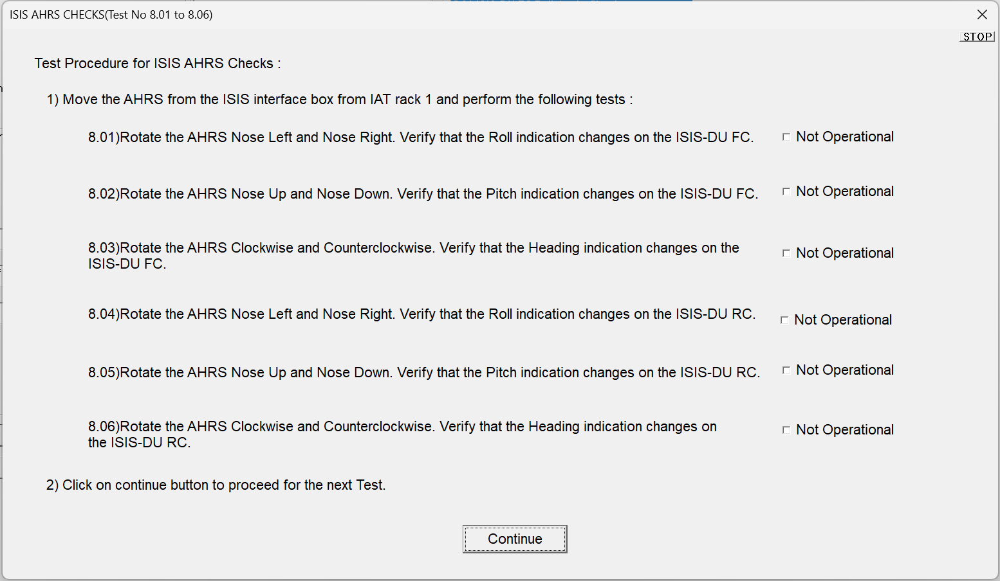 ISIS AHRS CHECKS(Test No 8.01 to 8.06)
STOP
Test Procedure for ISIS AHRS Checks :
1) Move the AHRS from the ISIS interface box from IAT rack 1 and perform the following tests :
8.01)Rotate the AHRS Nose Left and Nose Right. Verify that the Roll indication changes on the ISIS-DU FC.
Not Operational
8.02)Rotate the AHRS Nose Up and Nose Down. Verify that the Pitch indication changes on the ISIS-DU FC.
Not Operational
8.03)Rotate the AHRS Clockwise and Counterclockwise. Verify that the Heading indication changes on the
ISIS-DU FC.
Not Operational
8.04)Rotate the AHRS Nose Left and Nose Right. Verify that the Roll indication changes on the ISIS-DU RC.
Not Operational
8.05)Rotate the AHRS Nose Up and Nose Down. Verify that the Pitch indication changes on the ISIS-DU RC.
Not Operational
8.06)Rotate the AHRS Clockwise and Counterclockwise. Verify that the Heading indication changes on
the ISIS-DU RC.
Not Operational
2) Click on continue button to proceed for the next Test.
Continue